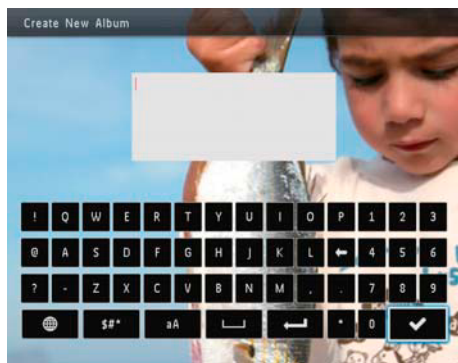 Create New Album
! Q W E R T Y U I O P 1 2 3
@ A S D F G H J K L 4 5 6
? - Z X C V B N M , . 7 8 9
$#* aA * 0